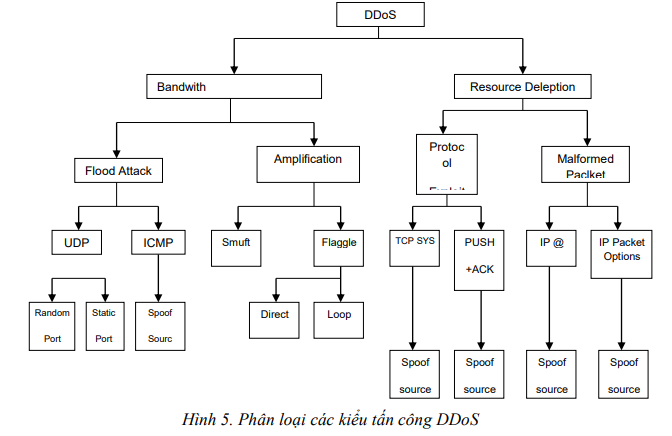 DDoS
Bandwith
Resource Deleption
Flood Attack
Amplification
Protoc
ol
Exploit
Malformed
Paclket
UDP
ICMP
Smuft
Flaggle
TCP SYS
PUSH
+ACK
IP @
IP Packet
Options
Random
Port
Static
Port
Spoof
Sourc
Direct
Loop
Spoof
source
Spoof
source
Spoof
source
Spoof
source
Hình 5. Phân loại các kiểu tấn công DDoS